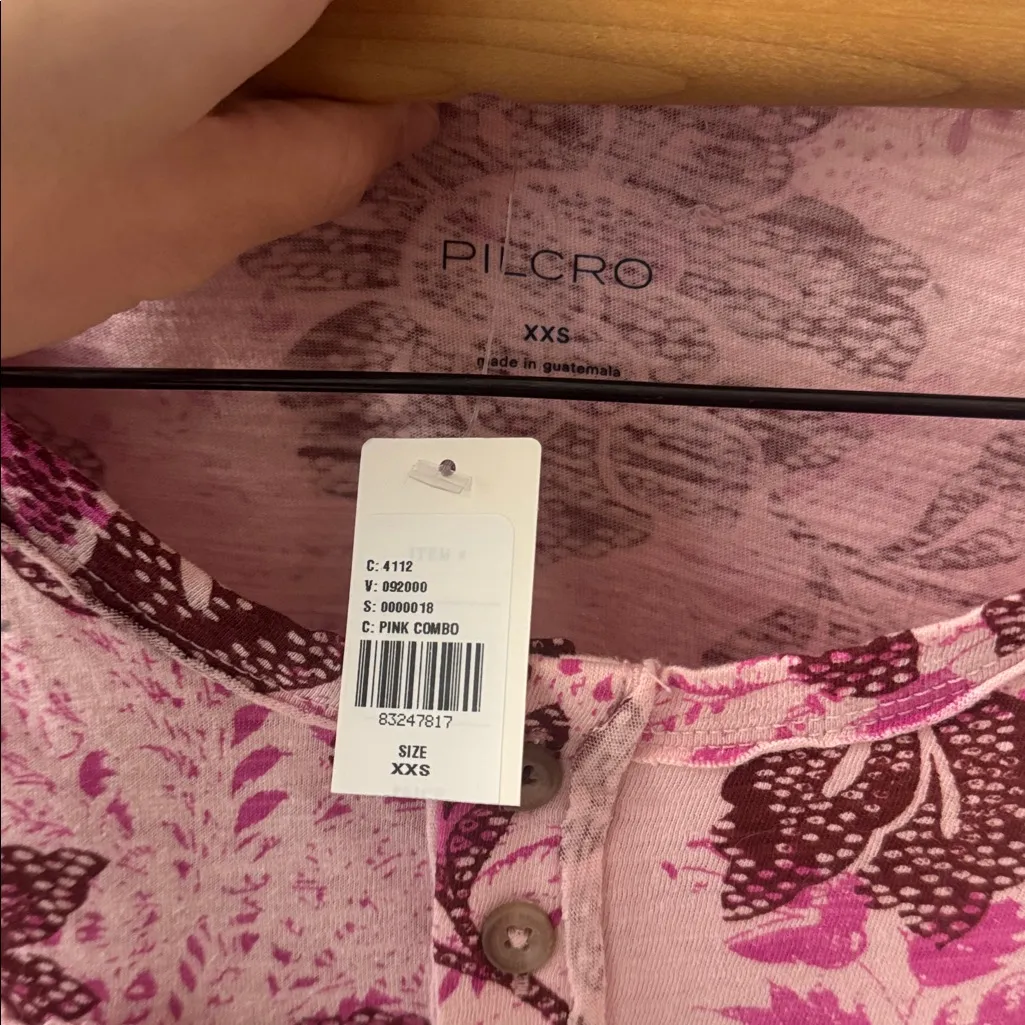 PILCRO
XXS
made in guatemala
C: 4112
V: 092000
S: 0000018
C: PINK COMBO
83247817
SIZE
XXS